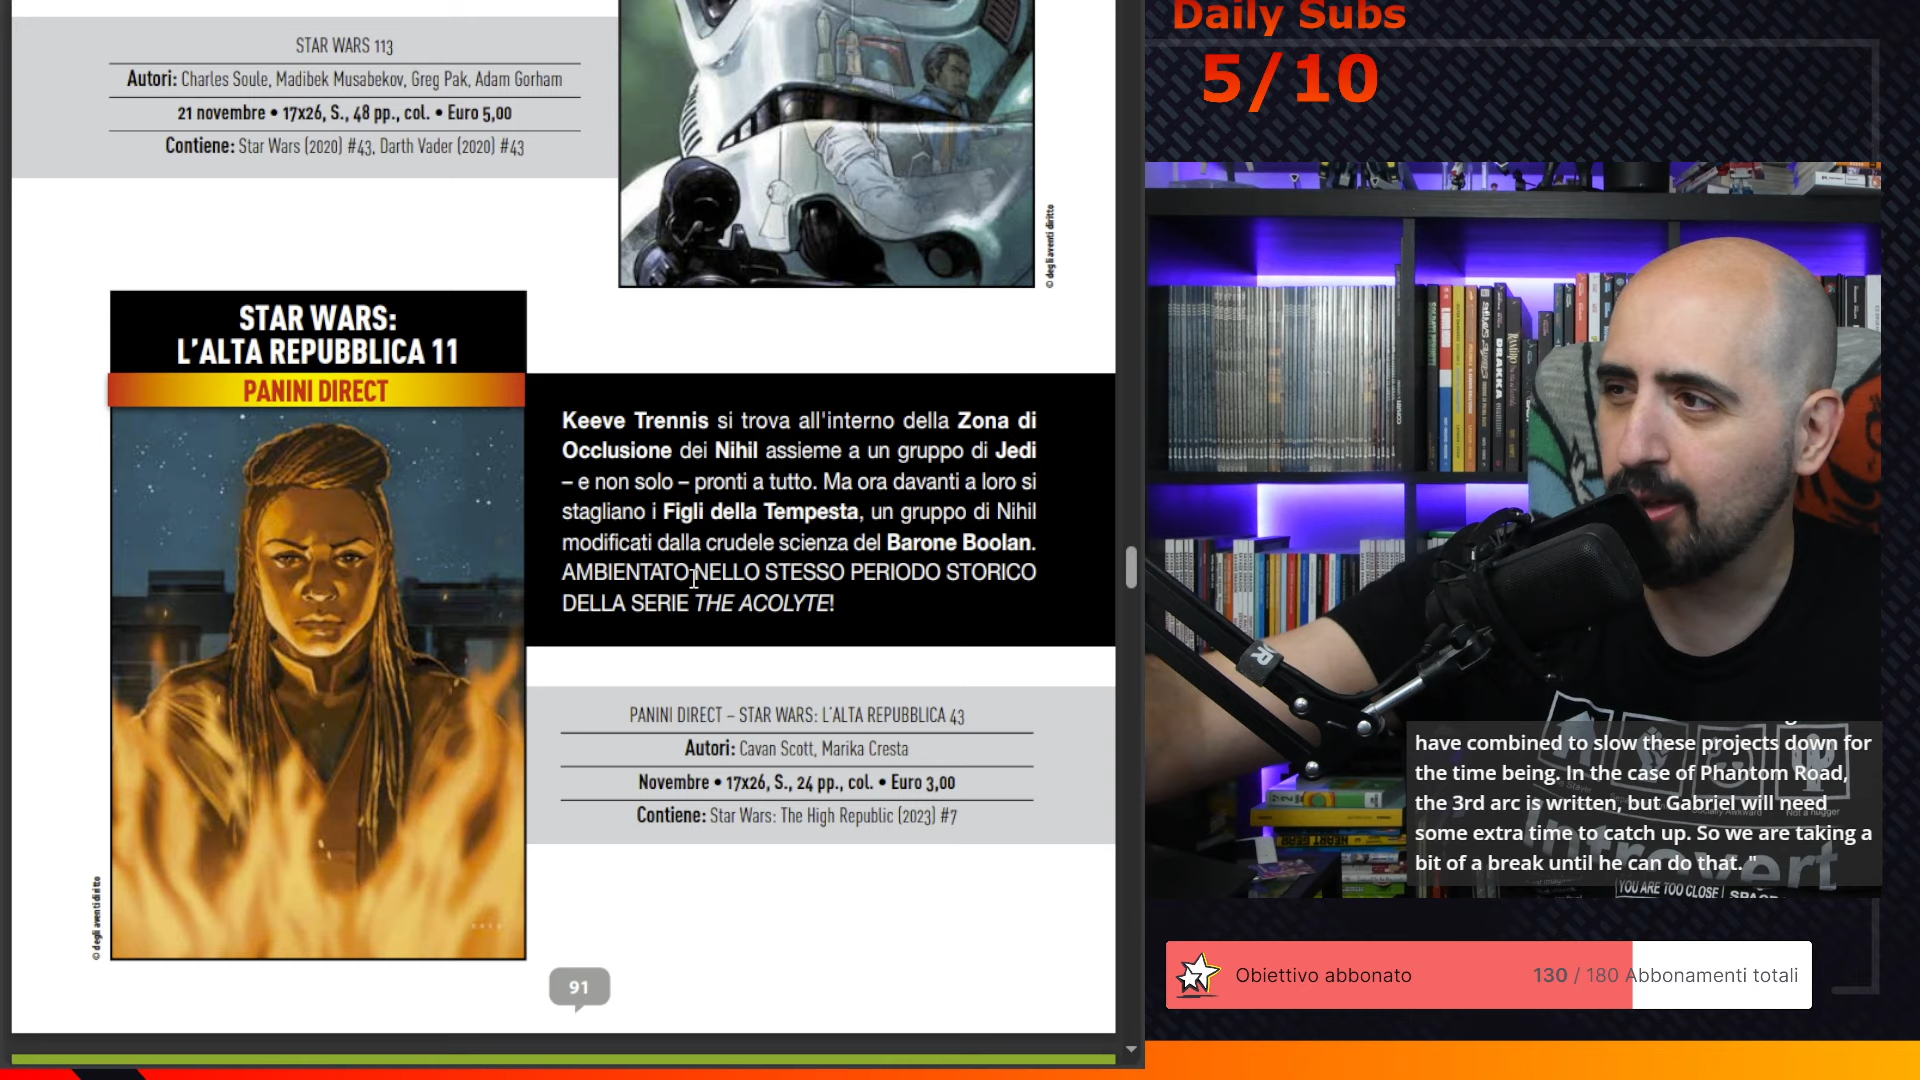 STAR WARS 113
Autori: Charles Soule, Madibek Musabekov, Greg Pak, Adam Gorham
21 novembre • 17x26, S., 48 pp., col. • Euro 5,00
Contiene: Star Wars (2020) #43, Darth Vader (2020) #43
© degli aventi diritto
STAR WARS:
L'ALTA REPUBBLICA 11
PANINI DIRECT
Keeve Trennis si trova all'interno della Zona di
Occlusione dei Nihil assieme a un gruppo di Jedi
– e non solo – pronti a tutto. Ma ora davanti a loro si
stagliano i Figli della Tempesta, un gruppo di Nihil
modificati dalla crudele scienza del Barone Boolan.
AMBIENTATO NELLO STESSO PERIODO STORICO
DELLA SERIE THE ACOLYTE!
PANINI DIRECT – STAR WARS: L'ALTA REPUBBLICA 43
Autori: Cavan Scott, Marika Cresta
Novembre • 17x26, S., 24 pp., col. • Euro 3,00
Contiene: Star Wars: The High Republic (2023) #7
© degli aventi diritto
91
Daily Subs
5/10
DRAKKA
have combined to slow these projects down for
the time being. In the case of Phantom Road,
the 3rd arc is written, but Gabriel will need
some extra time to catch up. So we are taking a
bit of a break until he can do that. "
Introvert
YOU ARE TOO CLOSE
Obiettivo abbonato
130 / 180 Abbonamenti totali